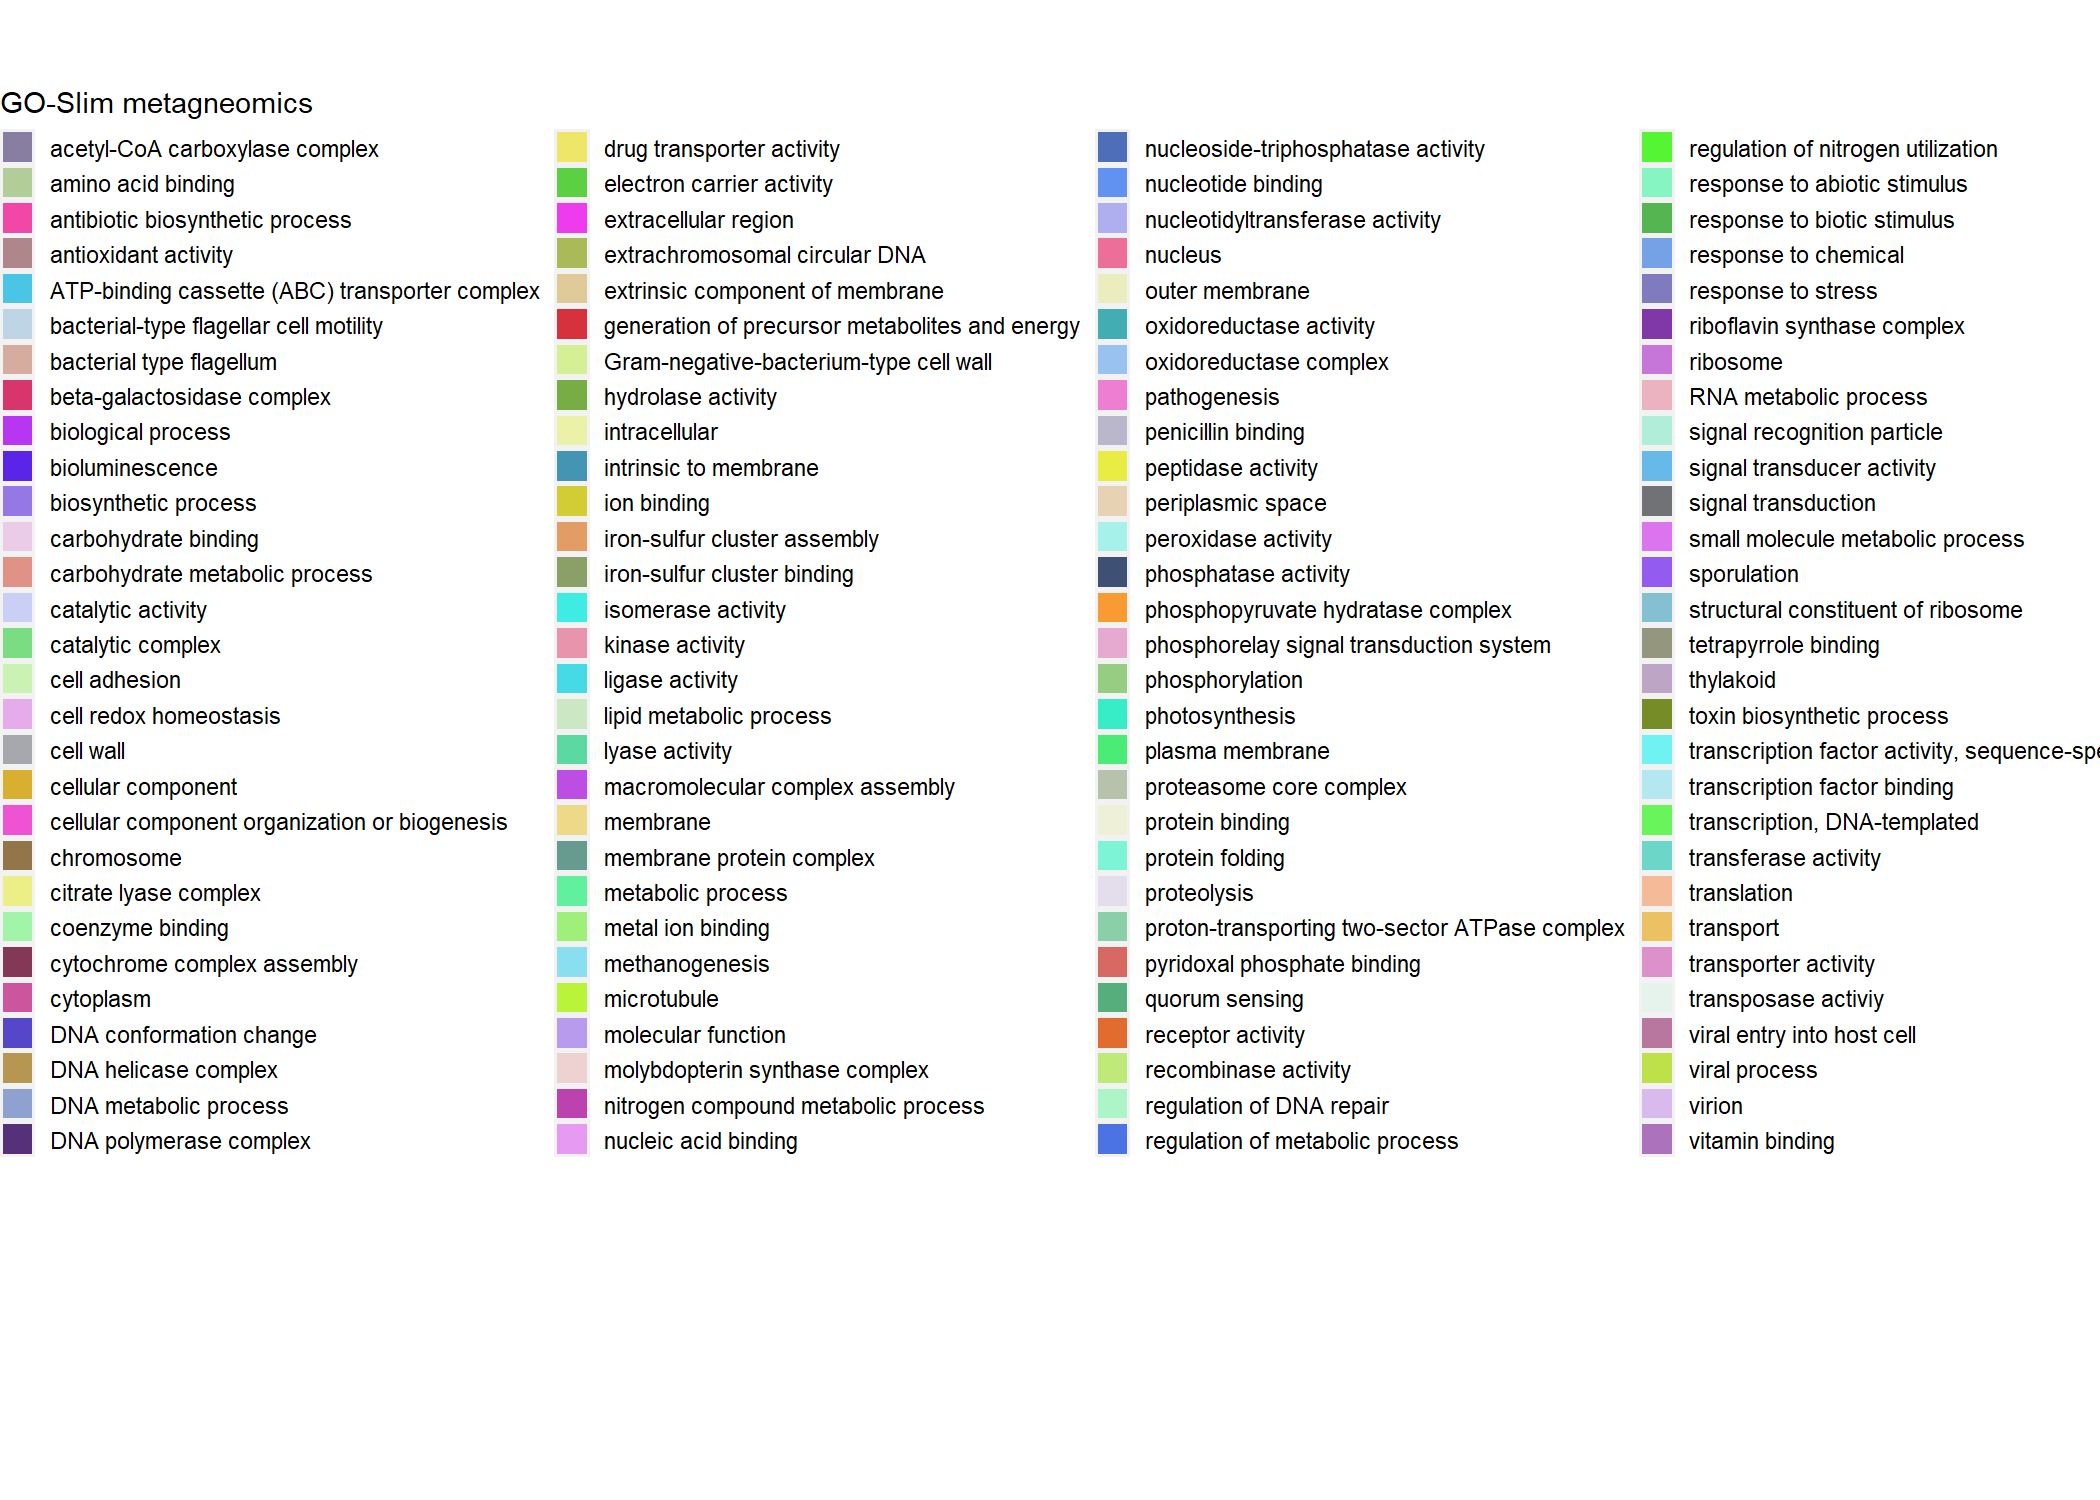 GO-Slim metagneomics
acetyl-CoA carboxylase complex
amino acid binding
antibiotic biosynthetic process
antioxidant activity
ATP-binding cassette (ABC) transporter complex
bacterial-type flagellar cell motility
bacterial type flagellum
beta-galactosidase complex
biological process
bioluminescence
biosynthetic process
carbohydrate binding
carbohydrate metabolic process
catalytic activity
catalytic complex
cell adhesion
cell redox homeostasis
cell wall
cellular component
cellular component organization or biogenesis
chromosome
citrate lyase complex
coenzyme binding
cytochrome complex assembly
cytoplasm
DNA conformation change
DNA helicase complex
DNA metabolic process
DNA polymerase complex
drug transporter activity
electron carrier activity
extracellular region
extrachromosomal circular DNA
extrinsic component of membrane
generation of precursor metabolites and energy
Gram-negative-bacterium-type cell wall
hydrolase activity
intracellular
intrinsic to membrane
ion binding
iron-sulfur cluster assembly
iron-sulfur cluster binding
isomerase activity
kinase activity
ligase activity
lipid metabolic process
lyase activity
macromolecular complex assembly
membrane
membrane protein complex
metabolic process
metal ion binding
methanogenesis
microtubule
molecular function
molybdopterin synthase complex
nitrogen compound metabolic process
nucleic acid binding
nucleoside-triphosphatase activity
nucleotide binding
nucleotidyltransferase activity
nucleus
outer membrane
oxidoreductase activity
oxidoreductase complex
pathogenesis
penicillin binding
peptidase activity
periplasmic space
peroxidase activity
phosphatase activity
phosphopyruvate hydratase complex
phosphorelay signal transduction system
phosphorylation
photosynthesis
plasma membrane
proteasome core complex
protein binding
protein folding
proteolysis
proton-transporting two-sector ATPase complex
pyridoxal phosphate binding
quorum sensing
receptor activity
recombinase activity
regulation of DNA repair
regulation of metabolic process
regulation of nitrogen utilization
response to abiotic stimulus
response to biotic stimulus
response to chemical
response to stress
riboflavin synthase complex
ribosome
RNA metabolic process
signal recognition particle
signal transducer activity
signal transduction
small molecule metabolic process
sporulation
structural constituent of ribosome
tetrapyrrole binding
thylakoid
toxin biosynthetic process
transcription factor activity, sequence-spe
transcription factor binding
transcription, DNA-templated
transferase activity
translation
transport
transporter activity
transposase activiy
viral entry into host cell
viral process
virion
vitamin binding